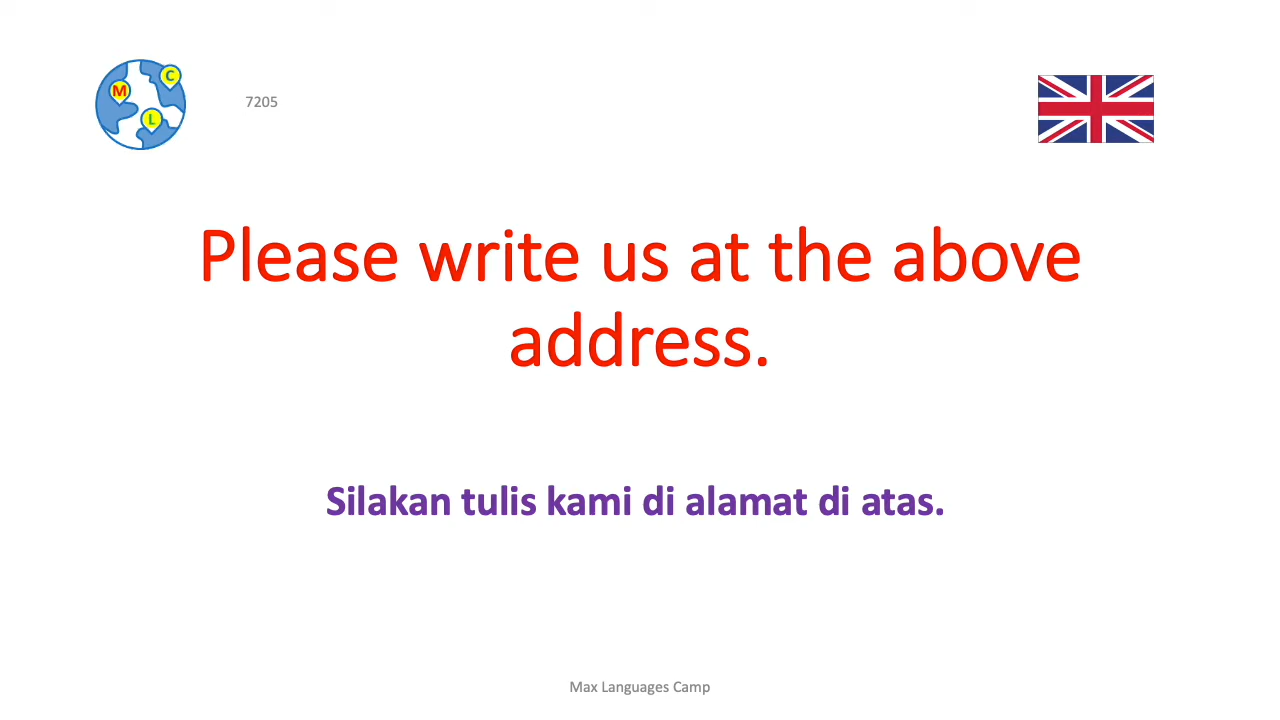 M
C
L
7205
Please write us at the above
address.
Silakan tulis kami di alamat di atas.
Max Languages Camp